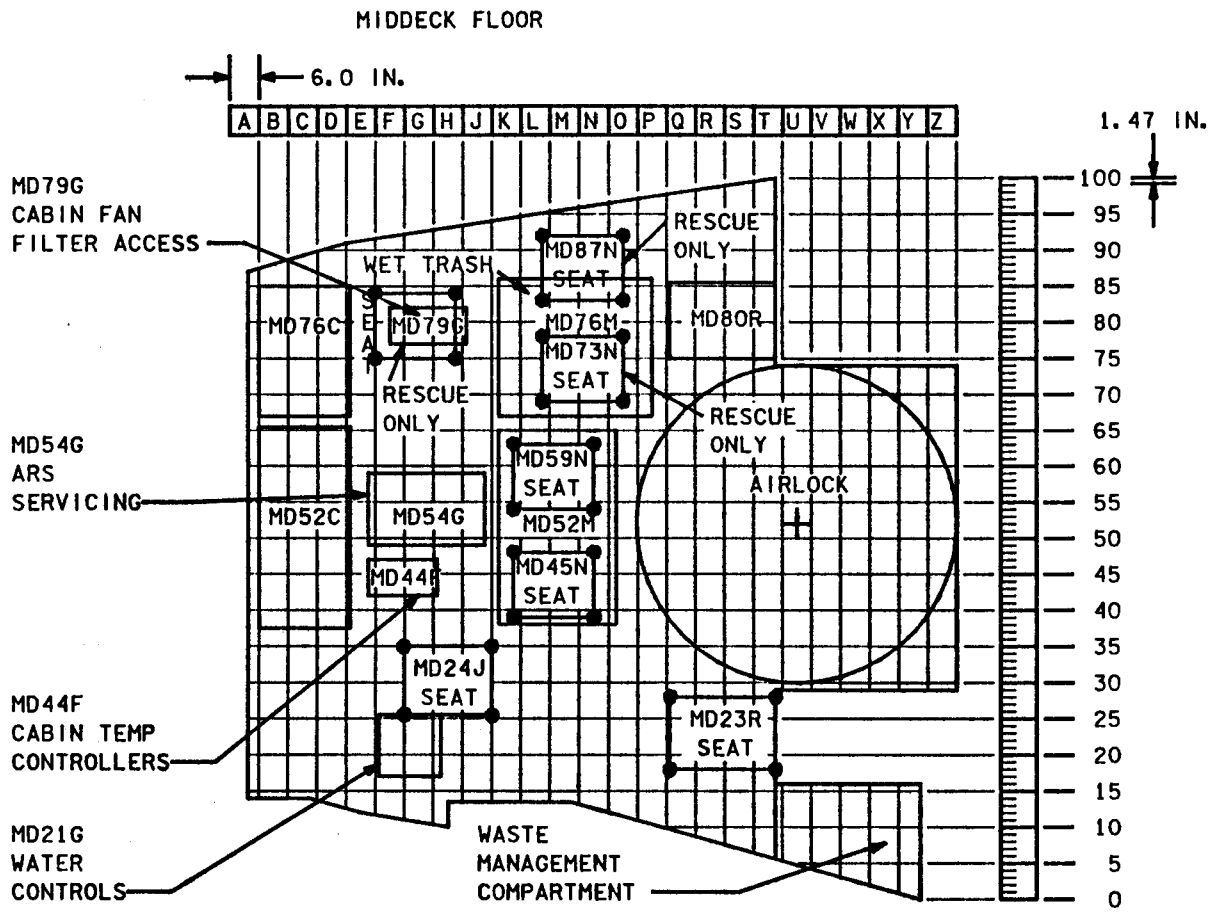 MIDDECK FLOOR
6.0 IN.
A B C D E F G H J K L M N O P Q R S T U V W X Y Z
1.47 IN.
MD79G
CABIN FAN
FILTER ACCESS
MD54G
ARS
SERVICING
MD44F
CABIN TEMP
CONTROLLERS
MD21G
WATER
CONTROLS
WET TRASH
MD87N
SEAT
RESCUE
ONLY
MD76C
SEAT
MD79G
RESCUE
ONLY
MD76M
MD73N
SEAT
MD80R
RESCUE
ONLY
MD52C
MD54G
MD59N
SEAT
MD52M
AIRLOCK
MD44F
MD45N
SEAT
MD24J
SEAT
MD23R
SEAT
WASTE
MANAGEMENT
COMPARTMENT
100
95
90
85
80
75
70
65
60
55
50
45
40
35
30
25
20
15
10
5
0